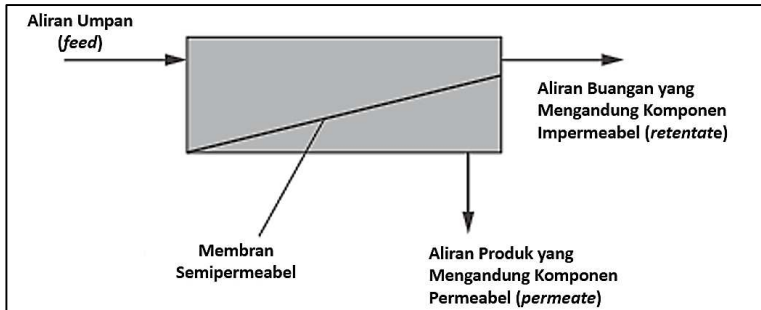 Aliran Umpan
(feed)
Aliran Buangan yang
Mengandung Komponen
Impermeabel (retentate)
Membran
Semipermeabel
Aliran Produk yang
Mengandung Komponen
Permeabel (permeate)